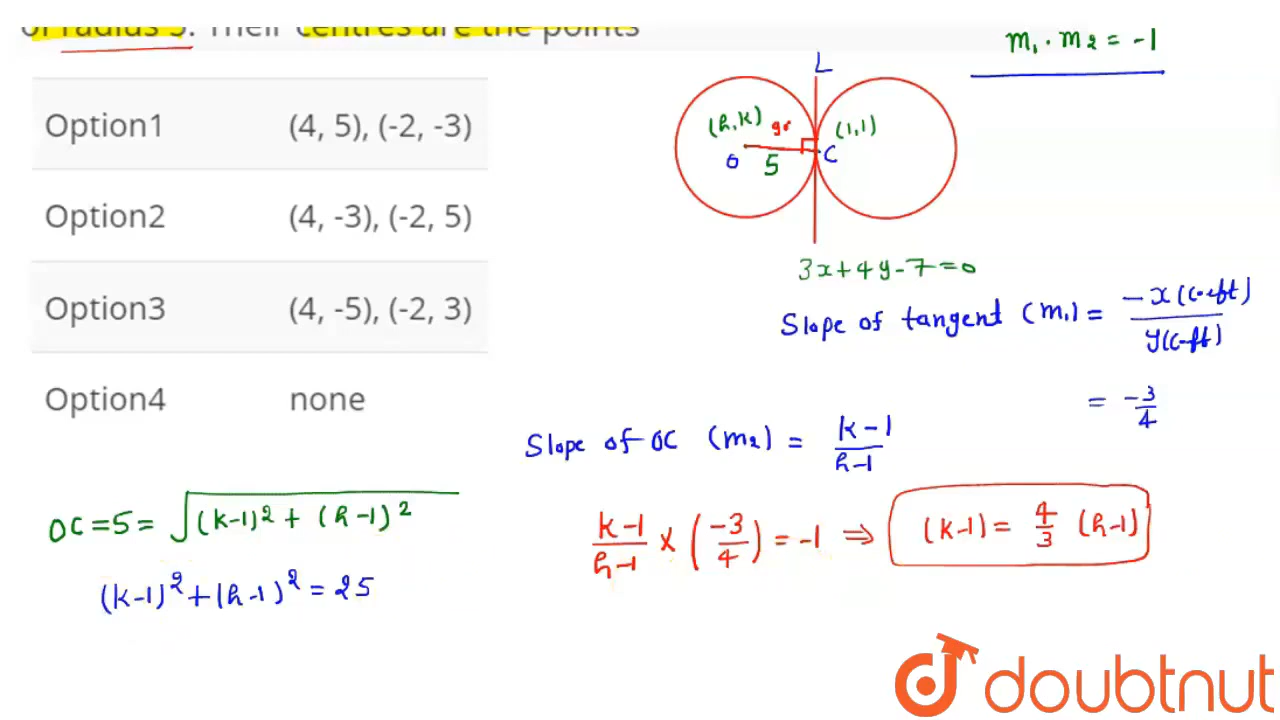 of radius 5. Their centres are the points
m₁ · m₂ = -1
L
(h,k) gr (1,1)
O 5 C
Option1 (4, 5), (-2, -3)
Option2 (4, -3), (-2, 5)
3x+4y-7=0
Option3 (4, -5), (-2, 3)
Slope of tangent (m₁) = -x(co-eft) / y(co-eft)
Option4 none
= -3/4
Slope of OC (m₂) = k-1 / h-1
OC = 5 = √(k-1)² + (h-1)²
k-1 / h-1 × (-3/4) = -1 ⇒ (k-1) = 4/3 (h-1)
(k-1)² + (h-1)² = 25
doubtnut